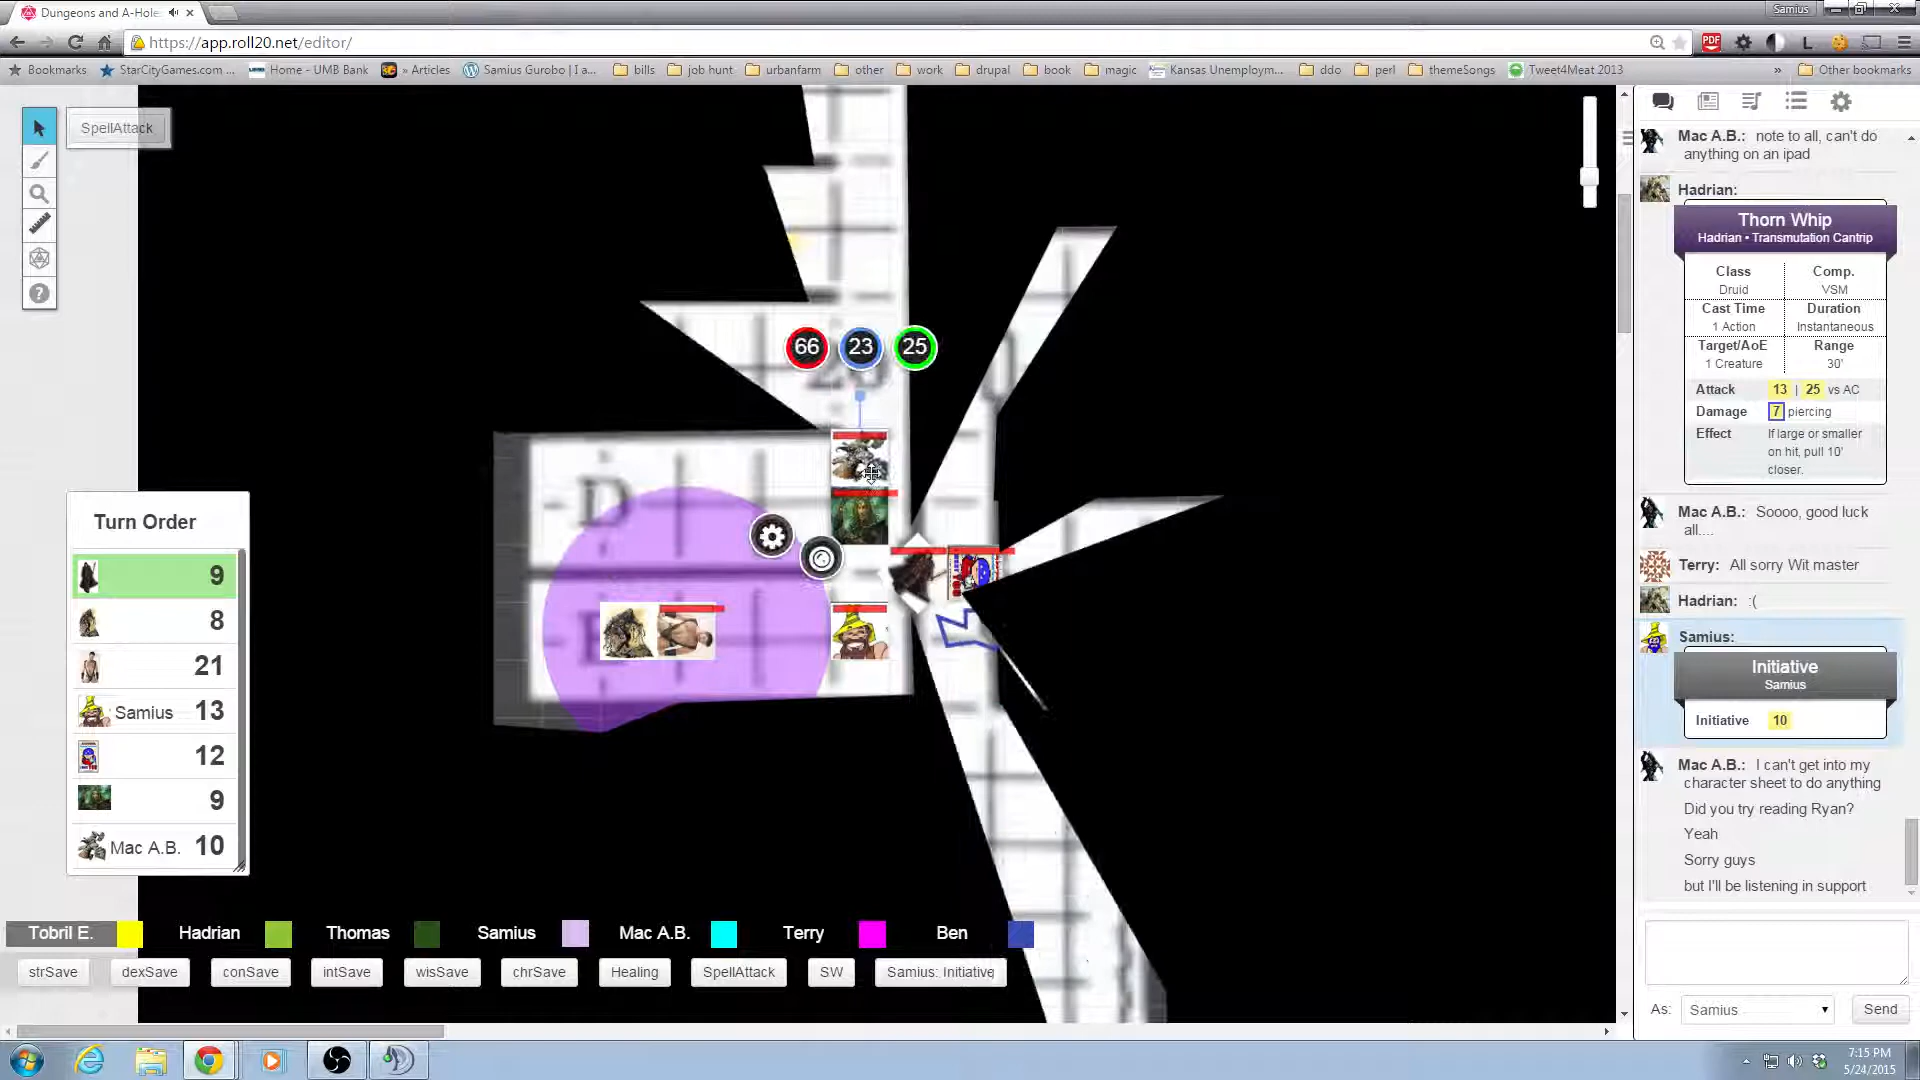 Dungeons and A-Hole
Samius
https://app.roll20.net/editor/
PDF
L
Bookmarks
StarCityGames.com ...
Home - UMB Bank
» Articles
Samius Gurobo | I a...
bills
job hunt
urbanfarm
other
work
drupal
book
magic
Kansas Unemploym...
ddo
perl
themeSongs
Tweet4Meat 2013
»
Other bookmarks
SpellAttack
66
23
25
20
D
E
Turn Order
9
8
21
Samius 13
12
9
Mac A.B. 10
Tobril E.
Hadrian
Thomas
Samius
Mac A.B.
Terry
Ben
strSave
dexSave
conSave
intSave
wisSave
chrSave
Healing
SpellAttack
SW
Samius: Initiative
Mac A.B.: note to all, can't do
anything on an ipad
Hadrian:
Thorn Whip
Hadrian • Transmutation Cantrip
Class
Comp.
Druid
VSM
Cast Time
Duration
1 Action
Instantaneous
Target/AoE
Range
1 Creature
30'
Attack 13 | 25 vs AC
Damage 7 piercing
Effect If large or smaller
on hit, pull 10'
closer.
Mac A.B.: Soooo, good luck
all....
Terry: All sorry Wit master
Hadrian: :(
Samius:
Initiative
Samius
Initiative 10
Mac A.B.: I can't get into my
character sheet to do anything
Did you try reading Ryan?
Yeah
Sorry guys
but I'll be listening in support
As: Samius
Send
7:15 PM
5/24/2015